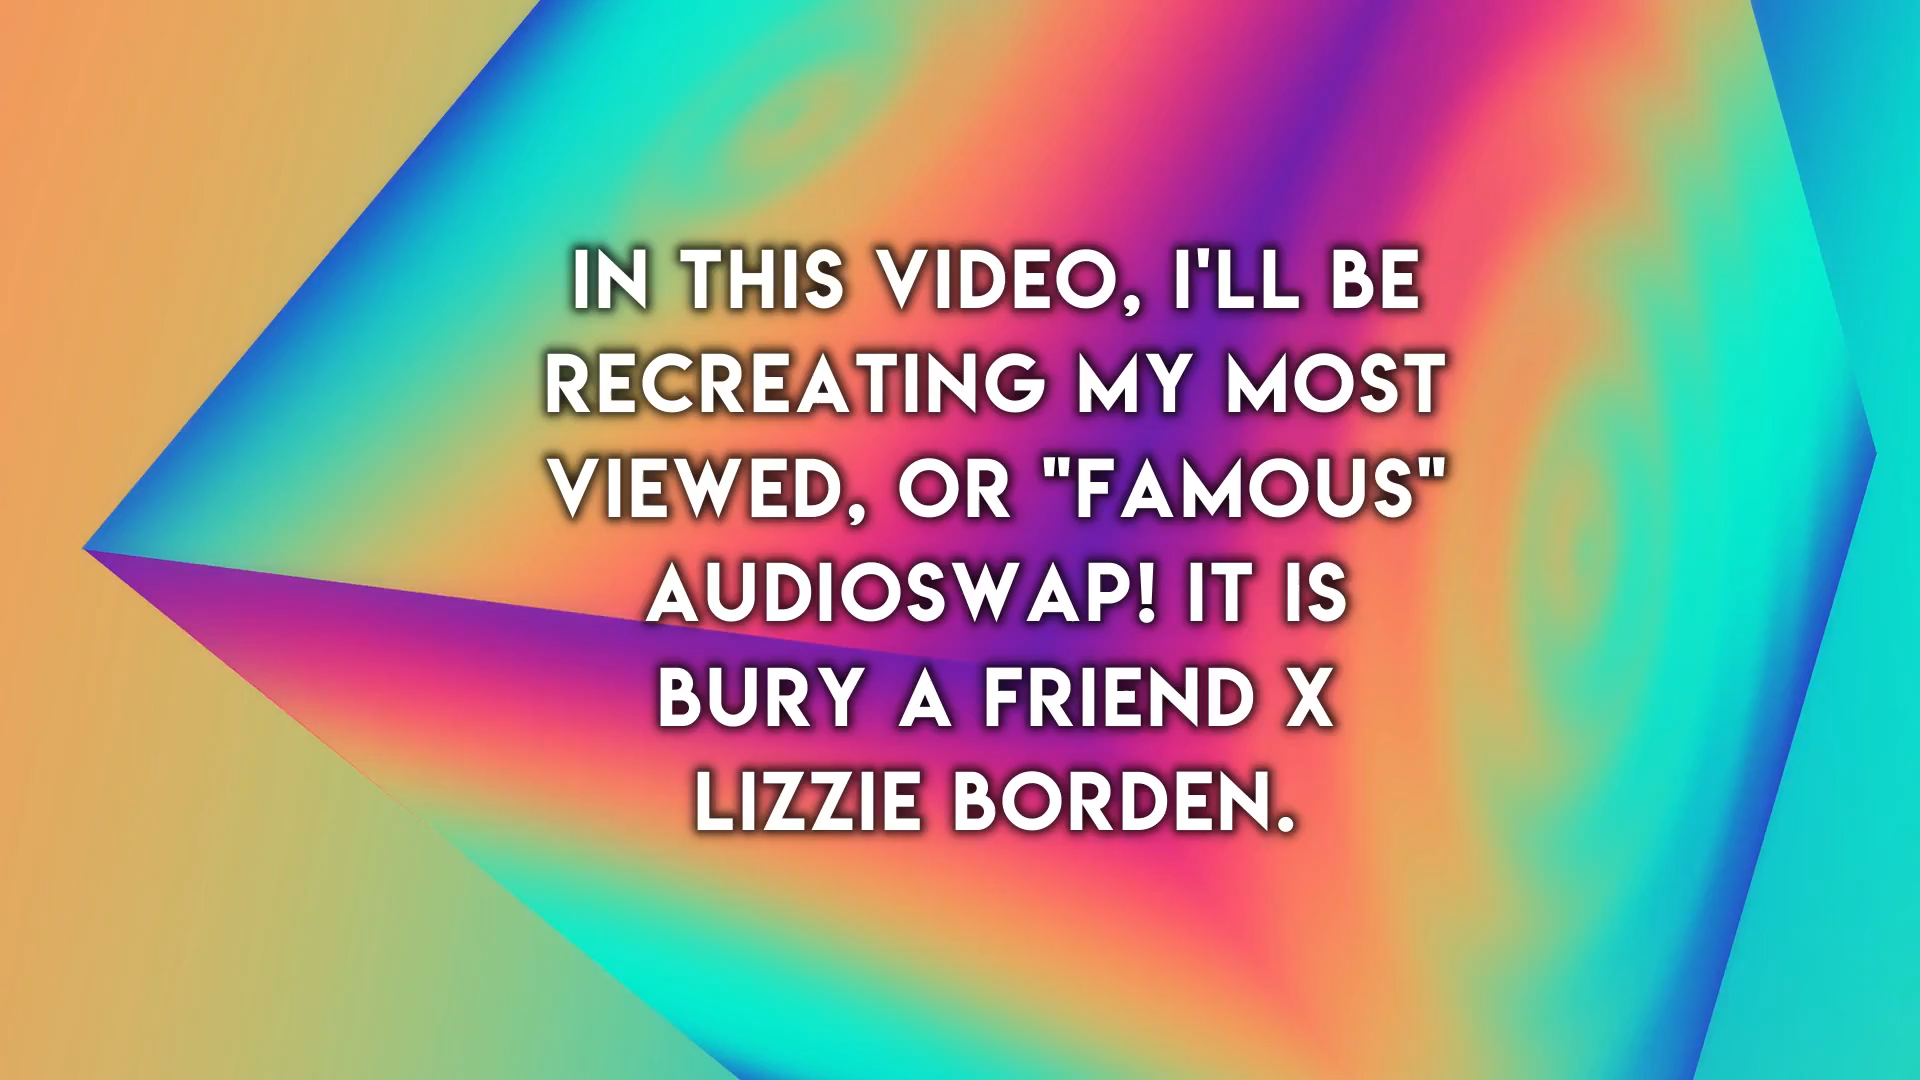 IN THIS VIDEO, I'LL BE
RECREATING MY MOST
VIEWED, OR "FAMOUS"
AUDIOSWAP! IT IS
BURY A FRIEND X
LIZZIE BORDEN.